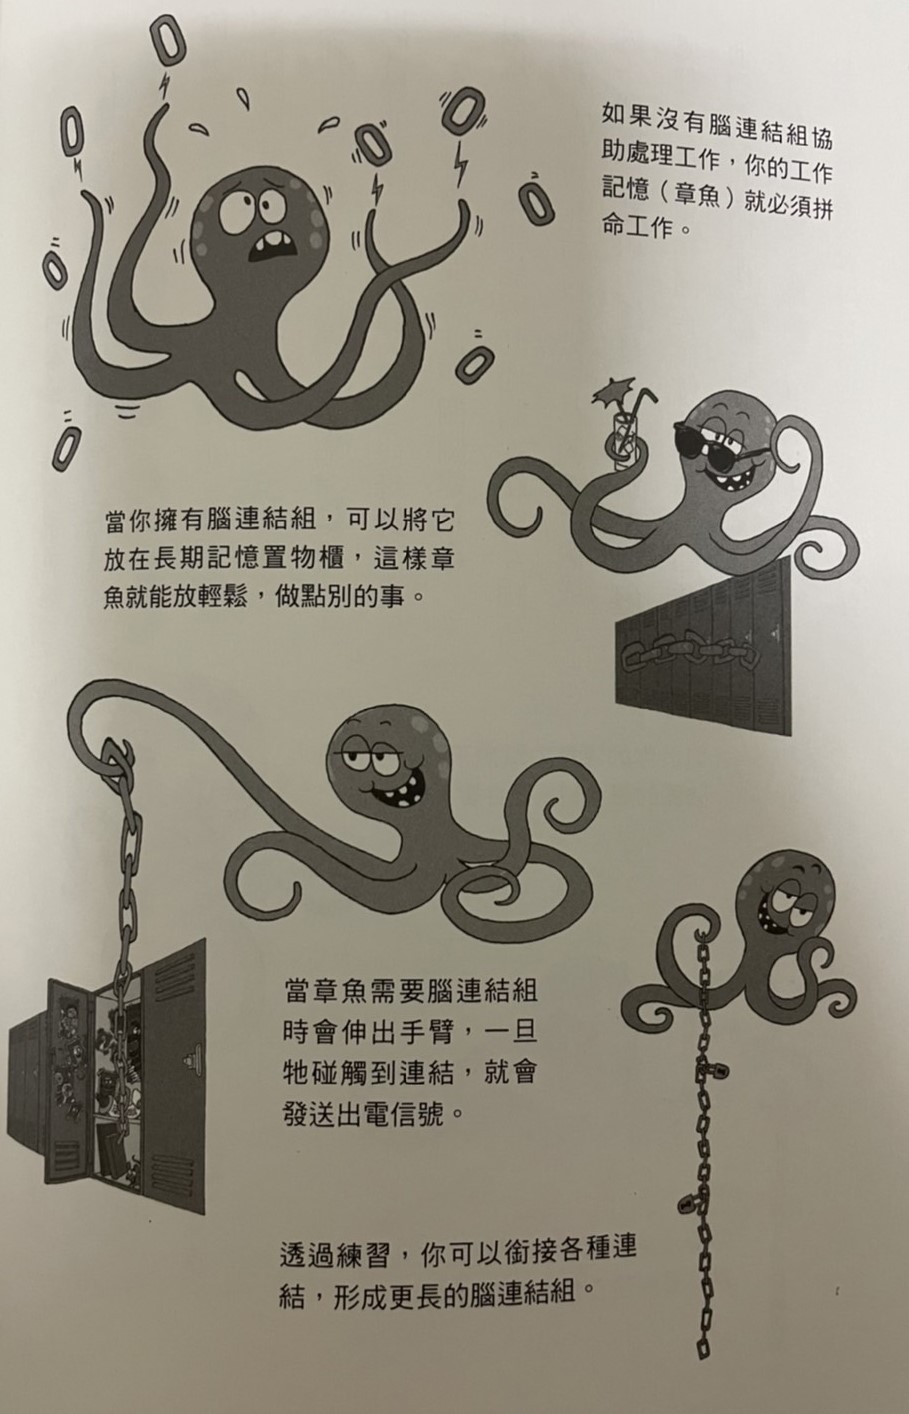 如果沒有腦連結組協
助處理工作，你的工作
記憶（章魚）就必須拼
命工作。
當你擁有腦連結組，可以將它
放在長期記憶置物櫃，這樣章
魚就能放輕鬆，做點別的事。
當章魚需要腦連結組
時會伸出手臂，一旦
牠碰觸到連結，就會
發送出電信號。
透過練習，你可以銜接各種連
結，形成更長的腦連結組。